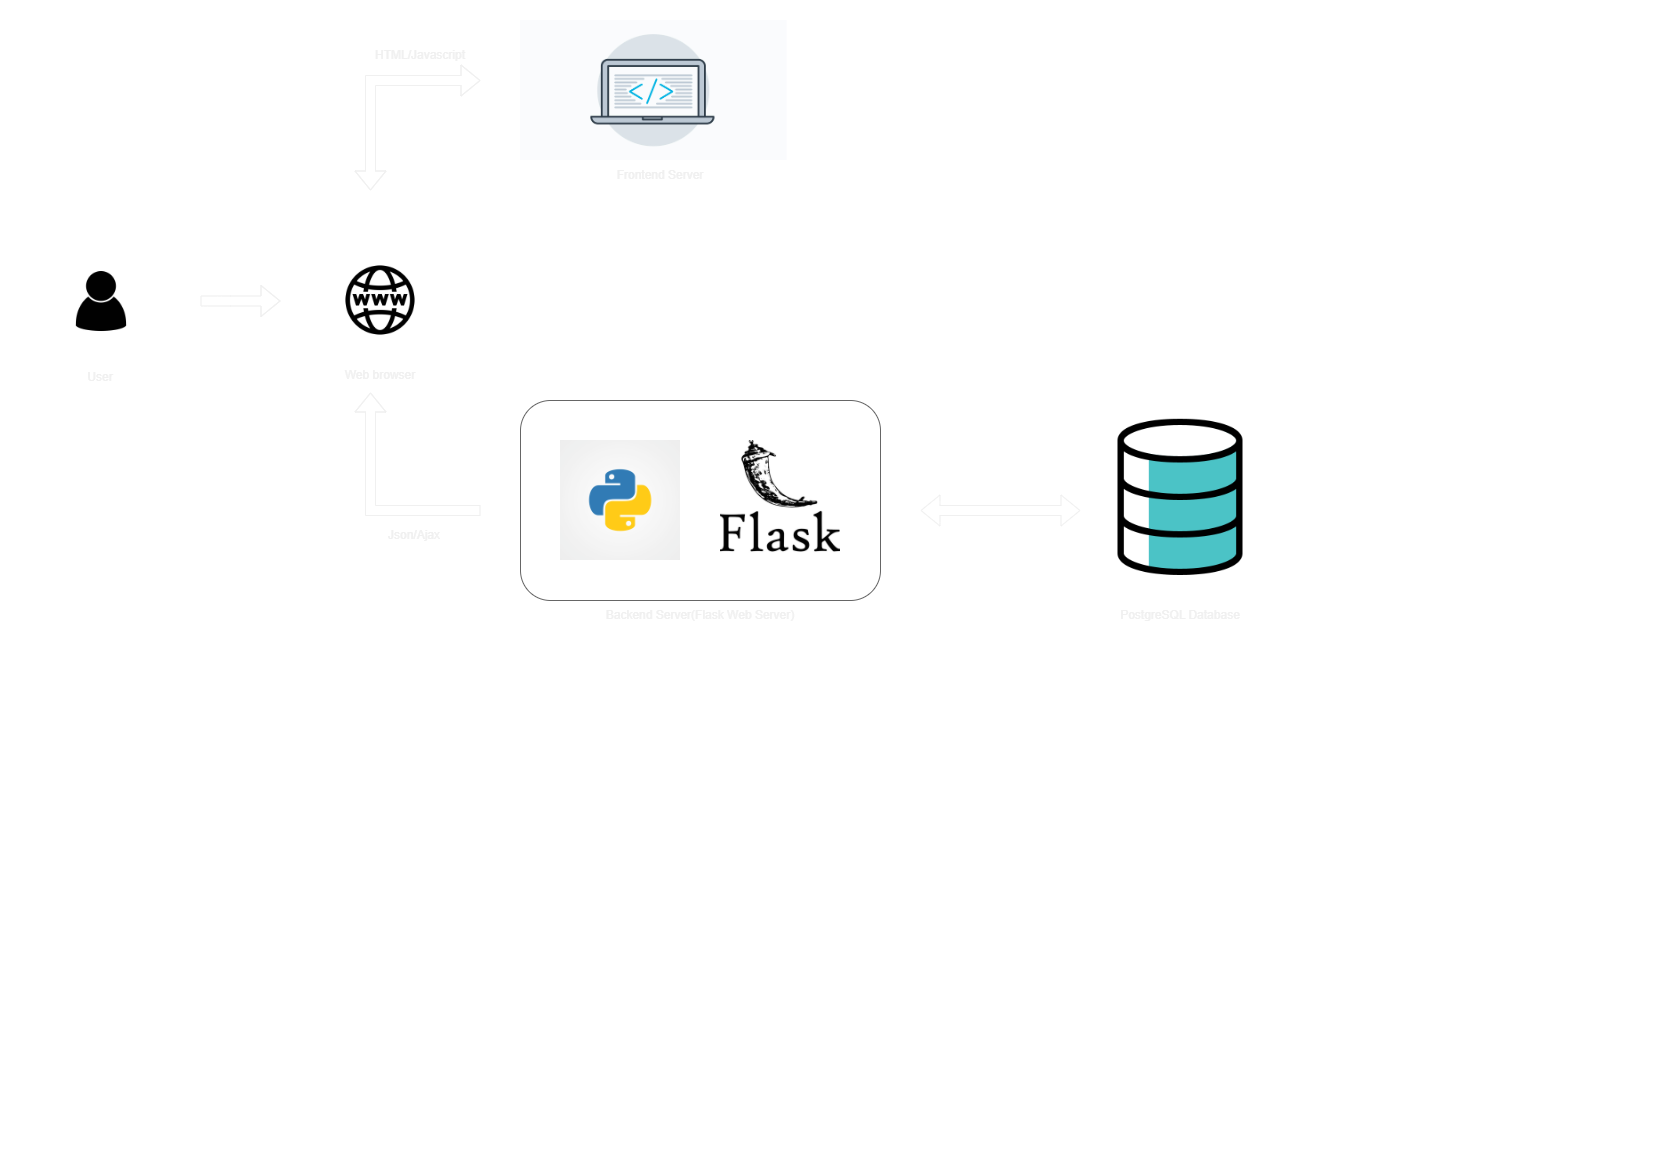 HTML/Javascript
</>
Frontend Server
WWW
User
Web browser
Flask
Json/Ajax
Backend Server(Flask Web Server)
PostgreSQL Database